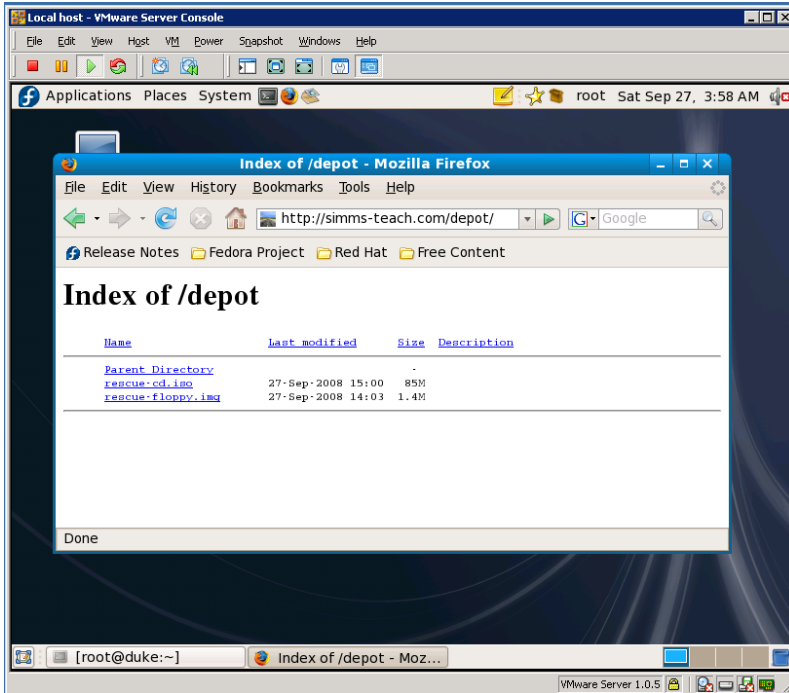 Local host - VMware Server Console
File Edit View Host VM Power Snapshot Windows Help
Applications Places System root Sat Sep 27, 3:58 AM
Index of /depot - Mozilla Firefox
File Edit View History Bookmarks Tools Help
http://simms-teach.com/depot/ G Google
Release Notes Fedora Project Red Hat Free Content
Index of /depot
Name Last modified Size Description
Parent Directory -
rescue-cd.iso 27-Sep-2008 15:00 85M
rescue-floppy.img 27-Sep-2008 14:03 1.4M
Done
[root@duke:~] Index of /depot - Moz...
VMware Server 1.0.5